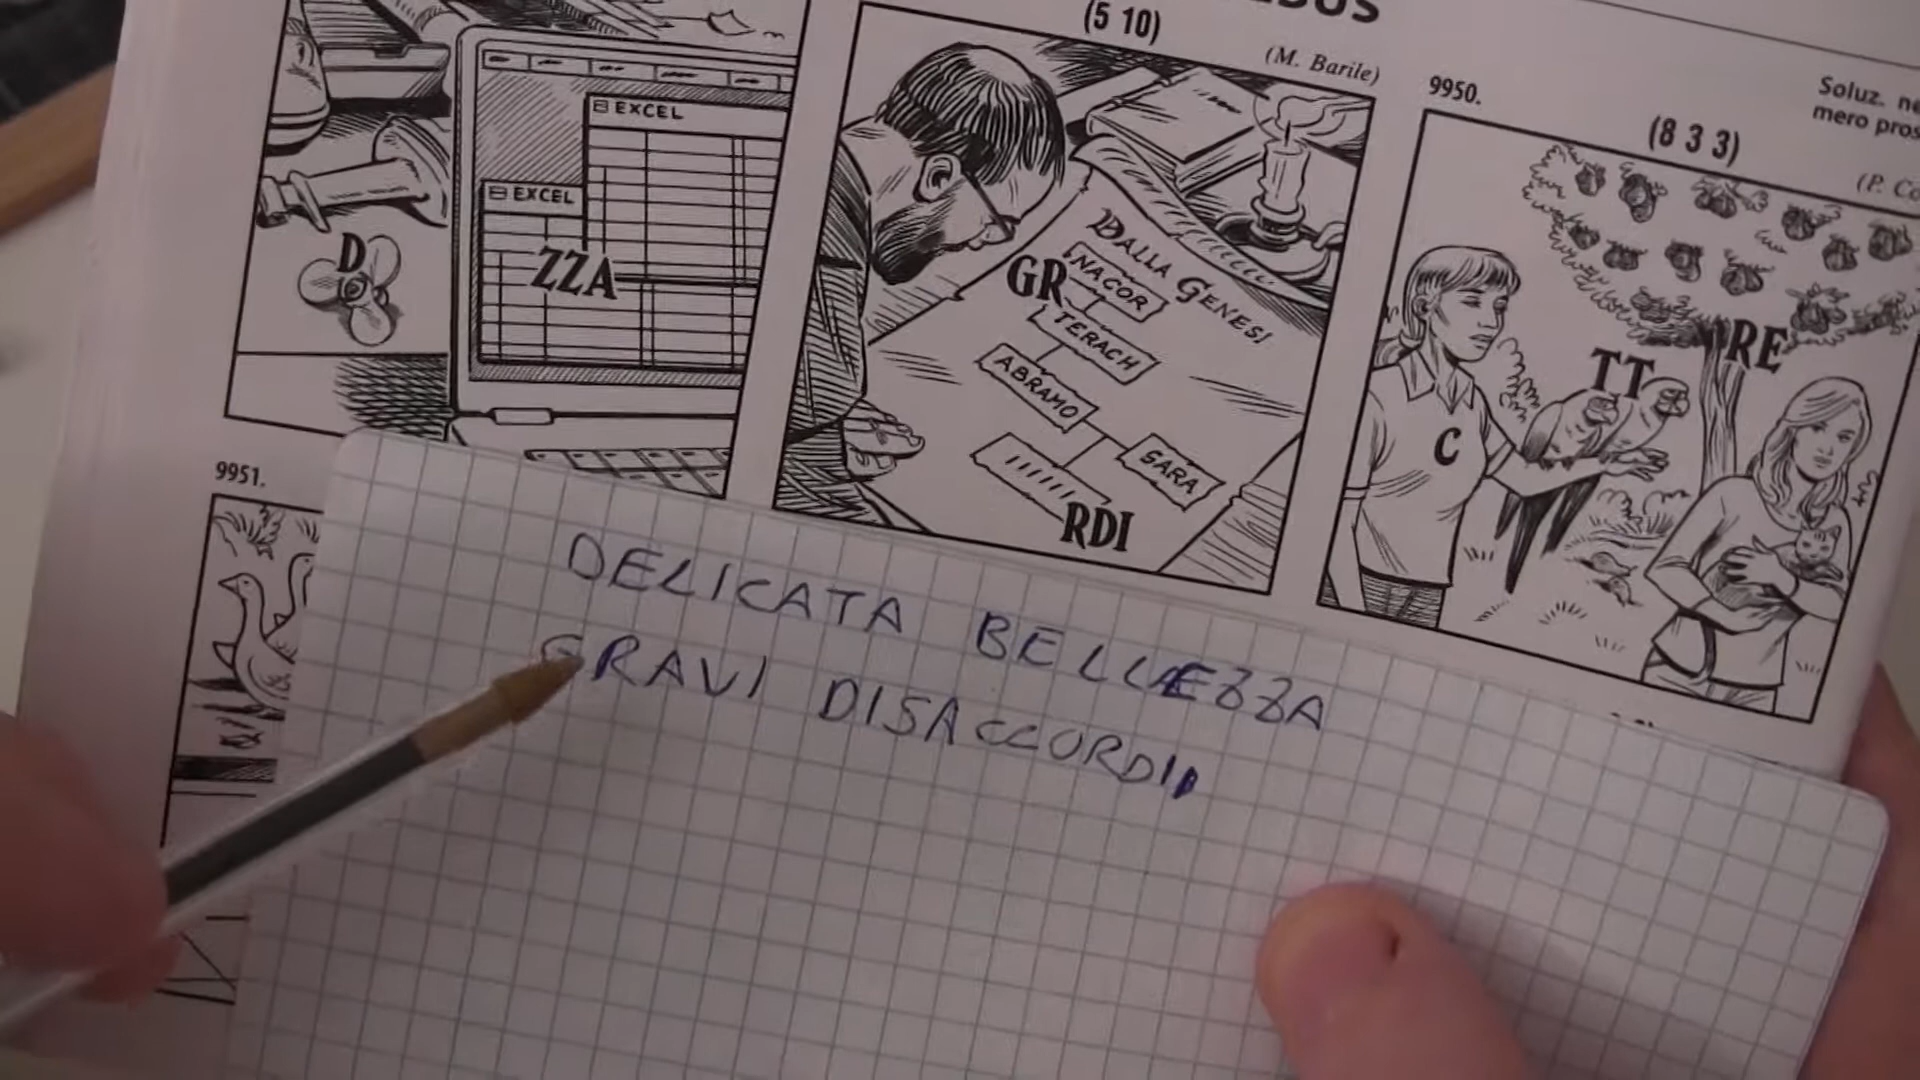 (5 10)
(M. Barile)
9950.
Soluz. ne
mero pros
(8 3 3)
(P. Co
EXCEL
EXCEL
D
ZZA
DALLA GENESI
GR
NACOR
TERACH
ABRAMO
SARA
RDI
RE
TT
C
9951.
DELICATA BELLEZZA
GRAVI DISACCORDI